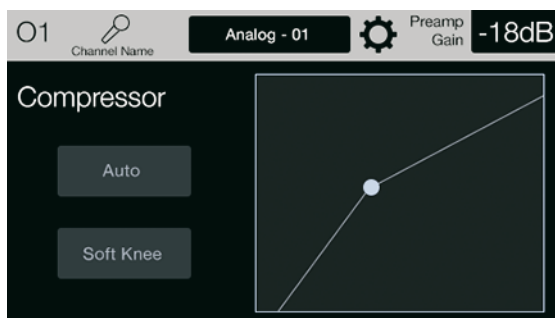 O1
Channel Name
Analog - 01
Preamp
Gain
-18dB
Compressor
Auto
Soft Knee